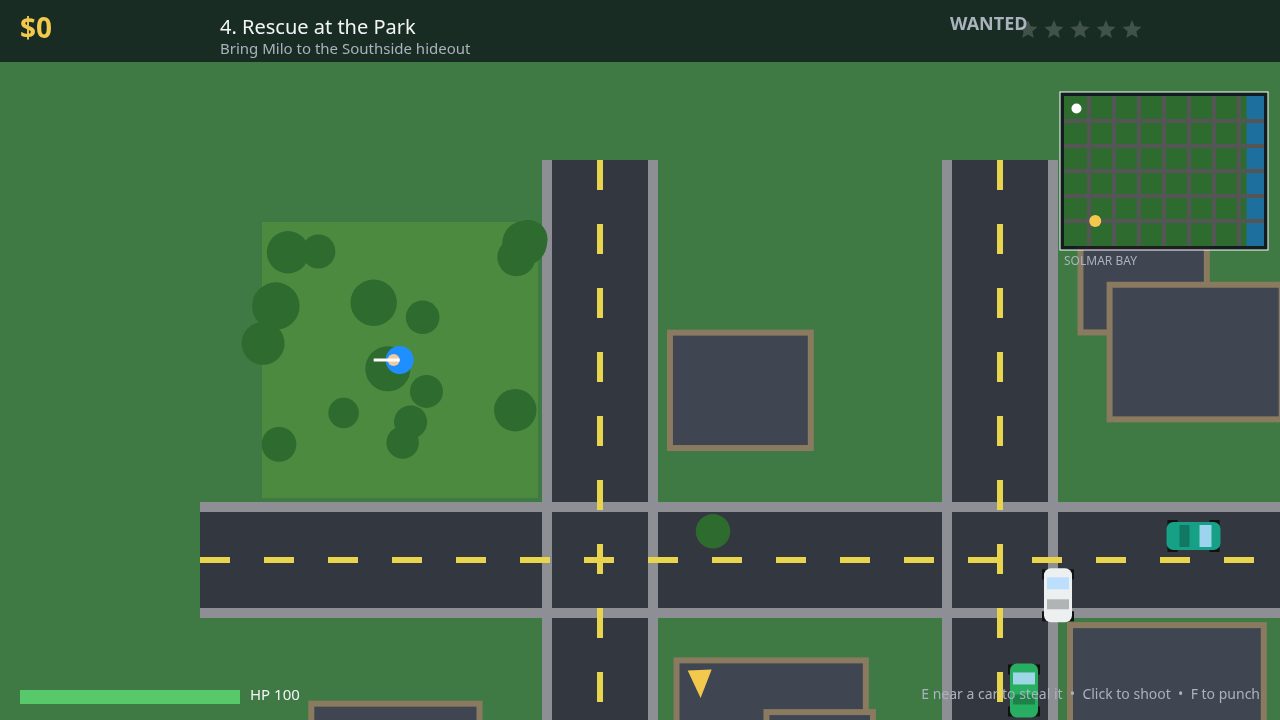 $0
4. Rescue at the Park
Bring Milo to the Southside hideout
WANTED
SOLMAR BAY
HP 100
E near a car to steal it • Click to shoot • F to punch